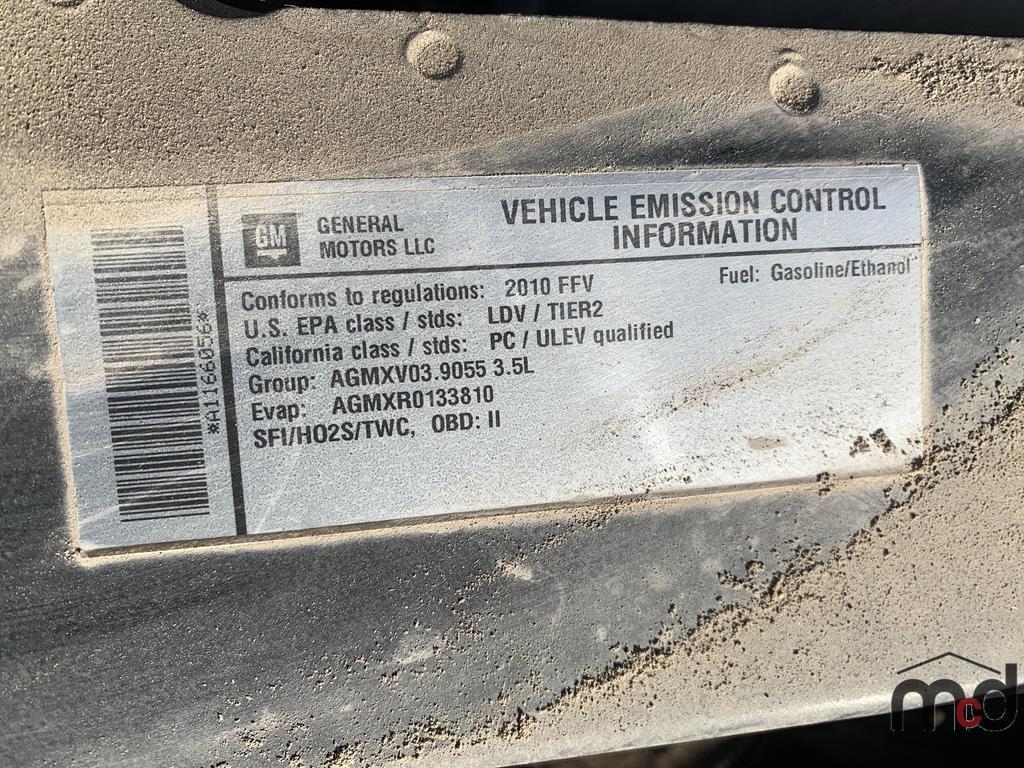 GM
GENERAL
MOTORS LLC
VEHICLE EMISSION CONTROL
INFORMATION
Fuel: Gasoline/Ethanol
Conforms to regulations: 2010 FFV
U.S. EPA class / stds: LDV / TIER2
California class / stds: PC / ULEV qualified
Group: AGMXV03.9055 3.5L
Evap: AGMXR0133810
SFI/HO2S/TWC, OBD: II
*A1166056*
mcd